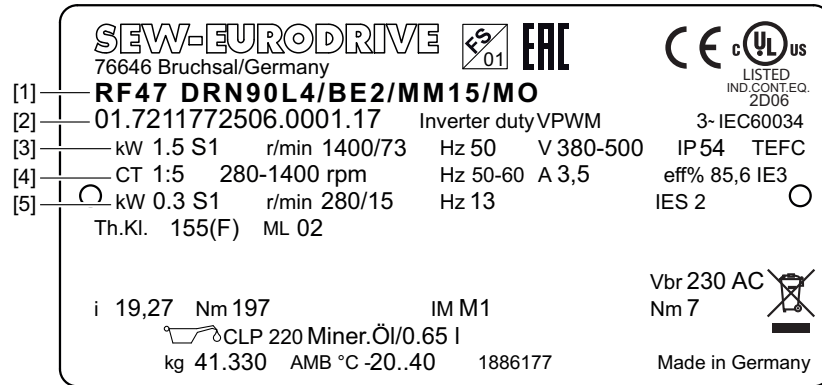 SEW-EURODRIVE FS 01 EAC CE c UL US
76646 Bruchsal/Germany LISTED
IND.CONT.EQ.
2D06
[1] RF47 DRN90L4/BE2/MM15/MO
[2] 01.7211772506.0001.17 Inverter duty VPWM 3~ IEC60034
[3] kW 1.5 S1 r/min 1400/73 Hz 50 V 380-500 IP 54 TEFC
[4] CT 1:5 280-1400 rpm Hz 50-60 A 3,5 eff% 85,6 IE3
[5] kW 0.3 S1 r/min 280/15 Hz 13 IES 2
Th.Kl. 155(F) ML 02
Vbr 230 AC
i 19,27 Nm 197 IM M1 Nm 7
CLP 220 Miner.Öl/0.65 l
kg 41.330 AMB °C -20..40 1886177 Made in Germany